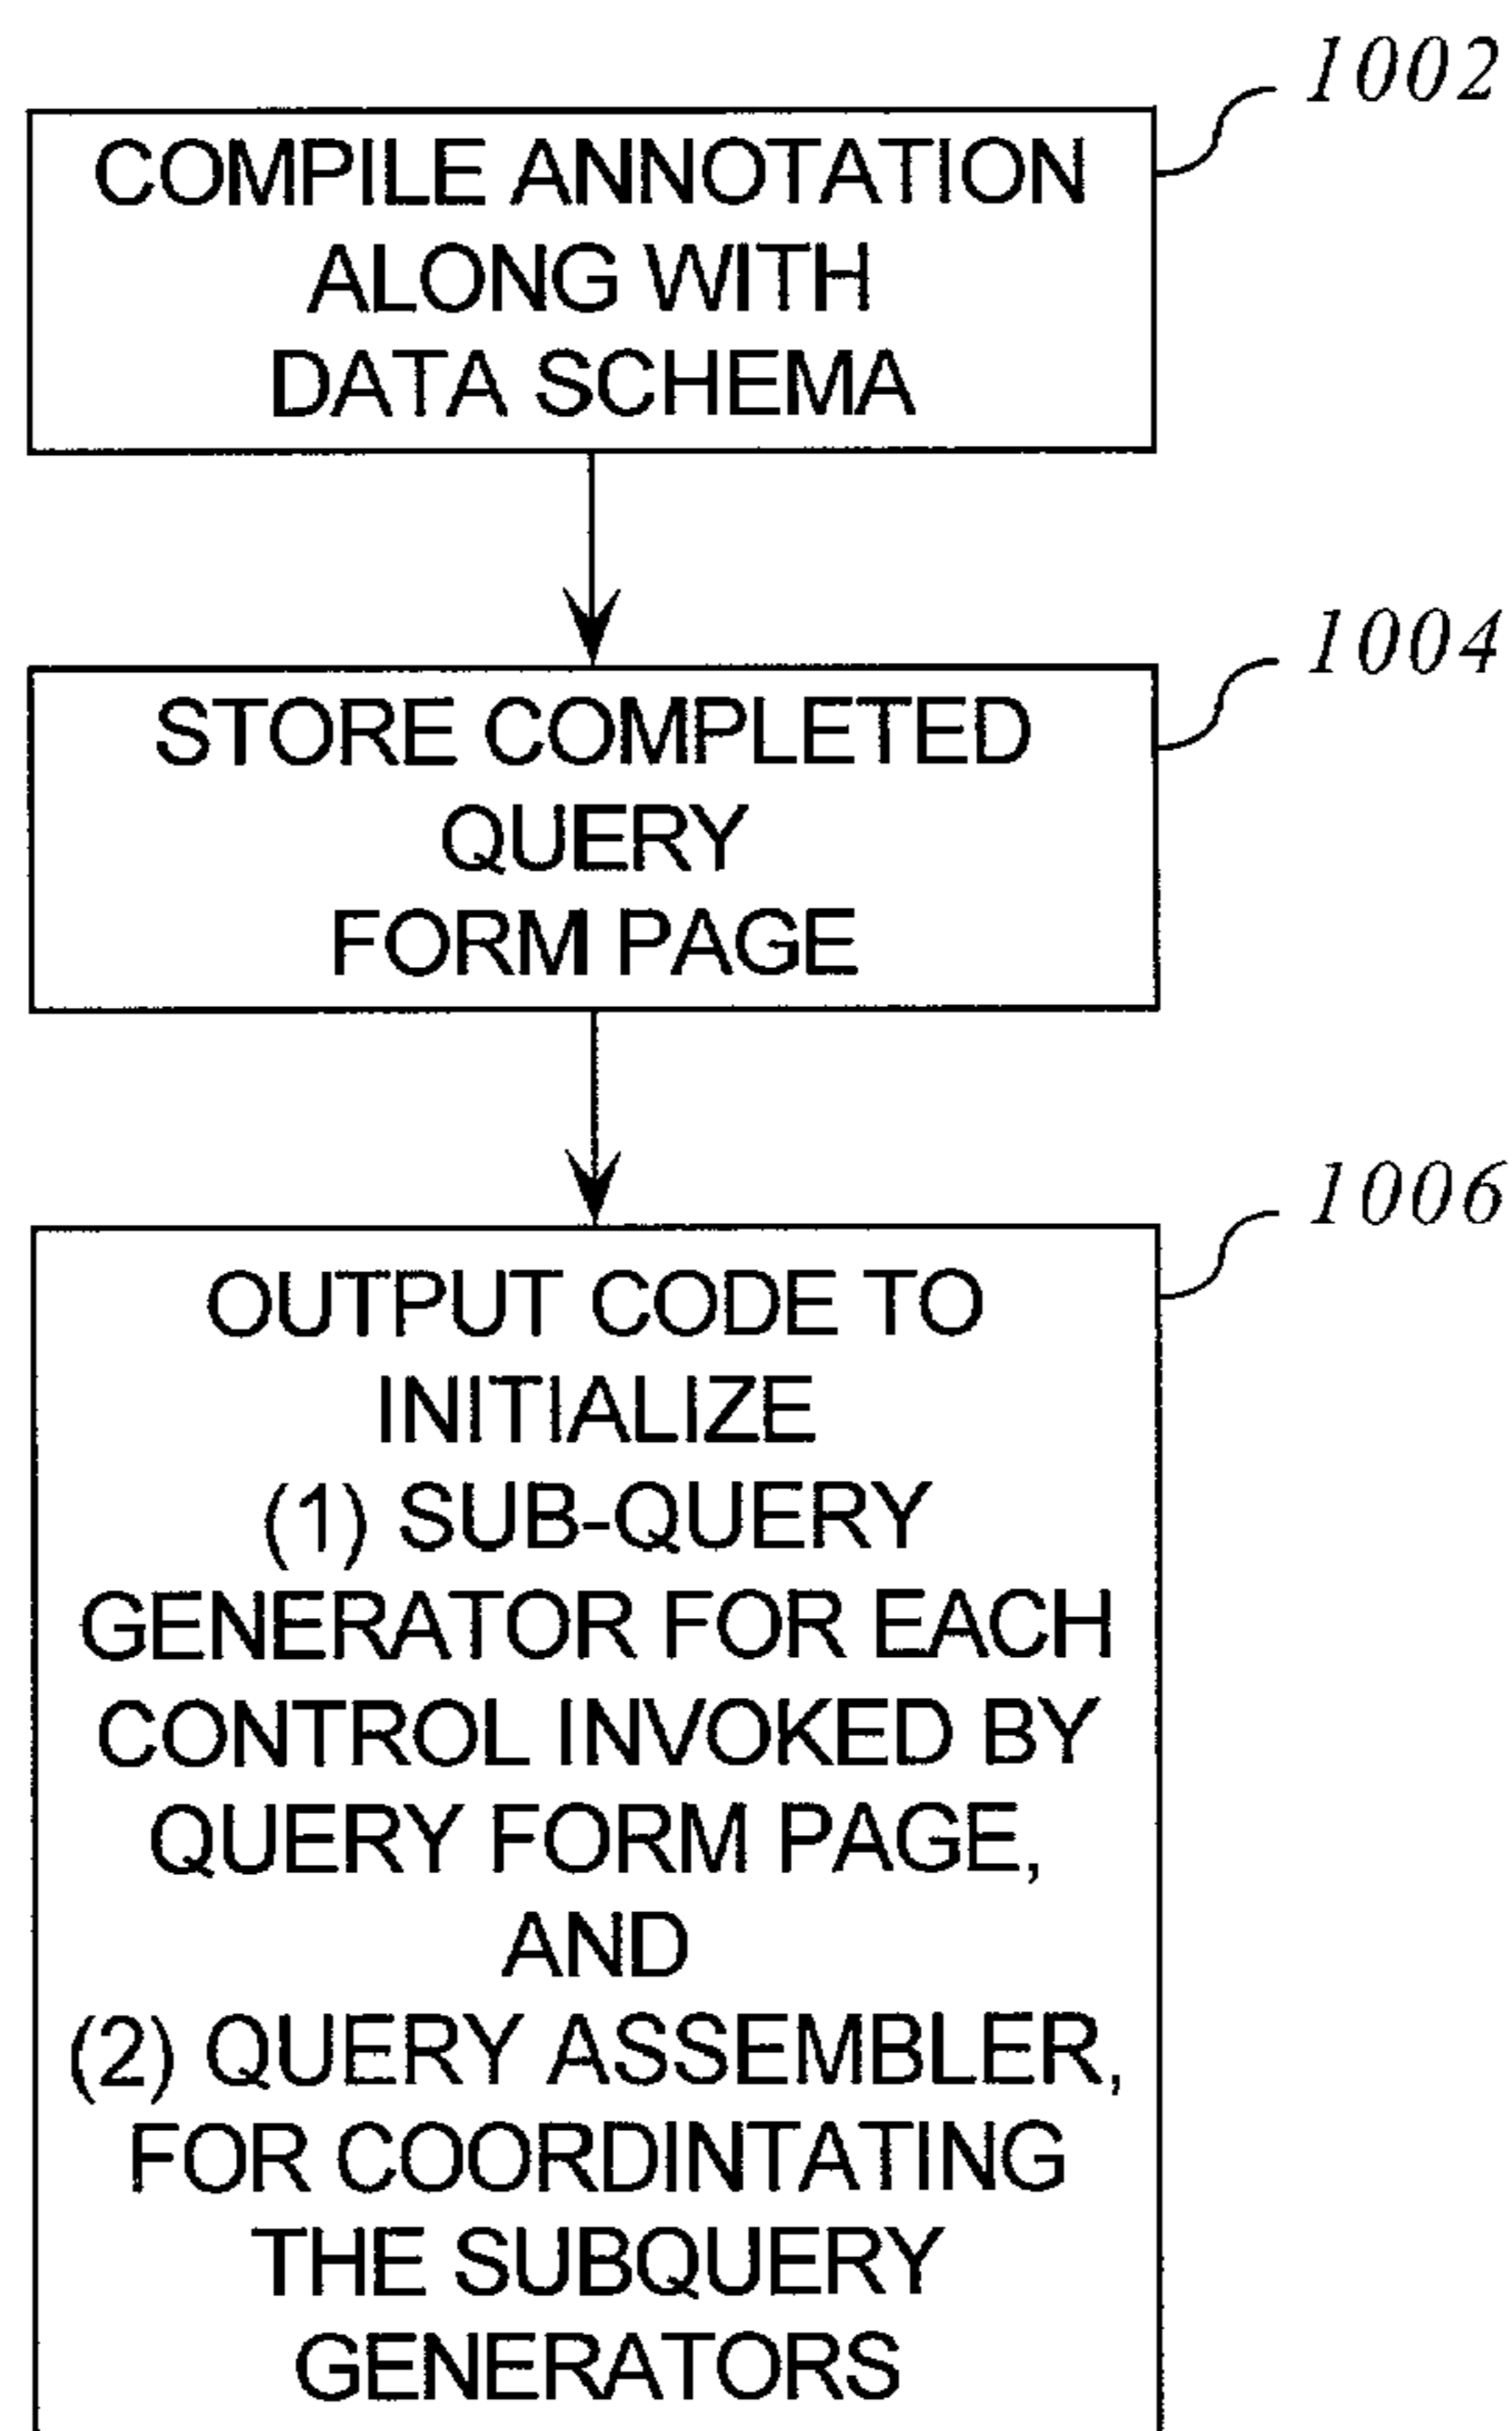 1002
COMPILE ANNOTATION
ALONG WITH
DATA SCHEMA
1004
STORE COMPLETED
QUERY
FORM PAGE
1006
OUTPUT CODE TO
INITIALIZE
(1) SUB-QUERY
GENERATOR FOR EACH
CONTROL INVOKED BY
QUERY FORM PAGE,
AND
(2) QUERY ASSEMBLER,
FOR COORDINTATING
THE SUBQUERY
GENERATORS